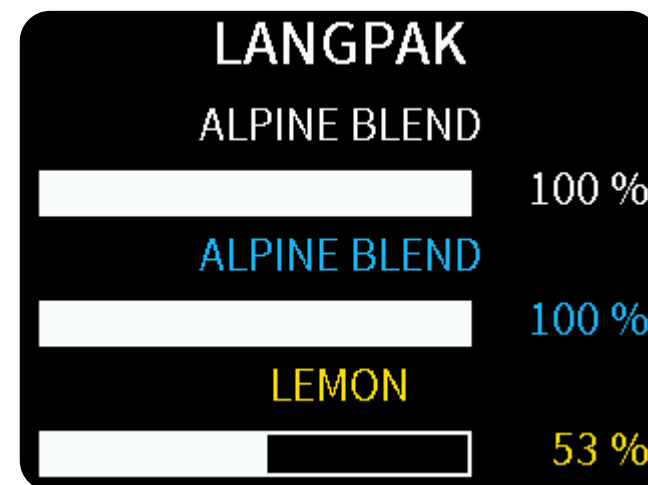 LANGPAK
ALPINE BLEND
100 %
ALPINE BLEND
100 %
LEMON
53 %